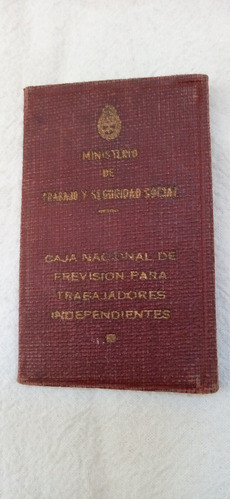 MINISTERIO
DE
TRABAJO Y SEGURIDAD SOCIAL
CAJA NACIONAL DE
PREVISION PARA
TRABAJADORES
INDEPENDIENTES